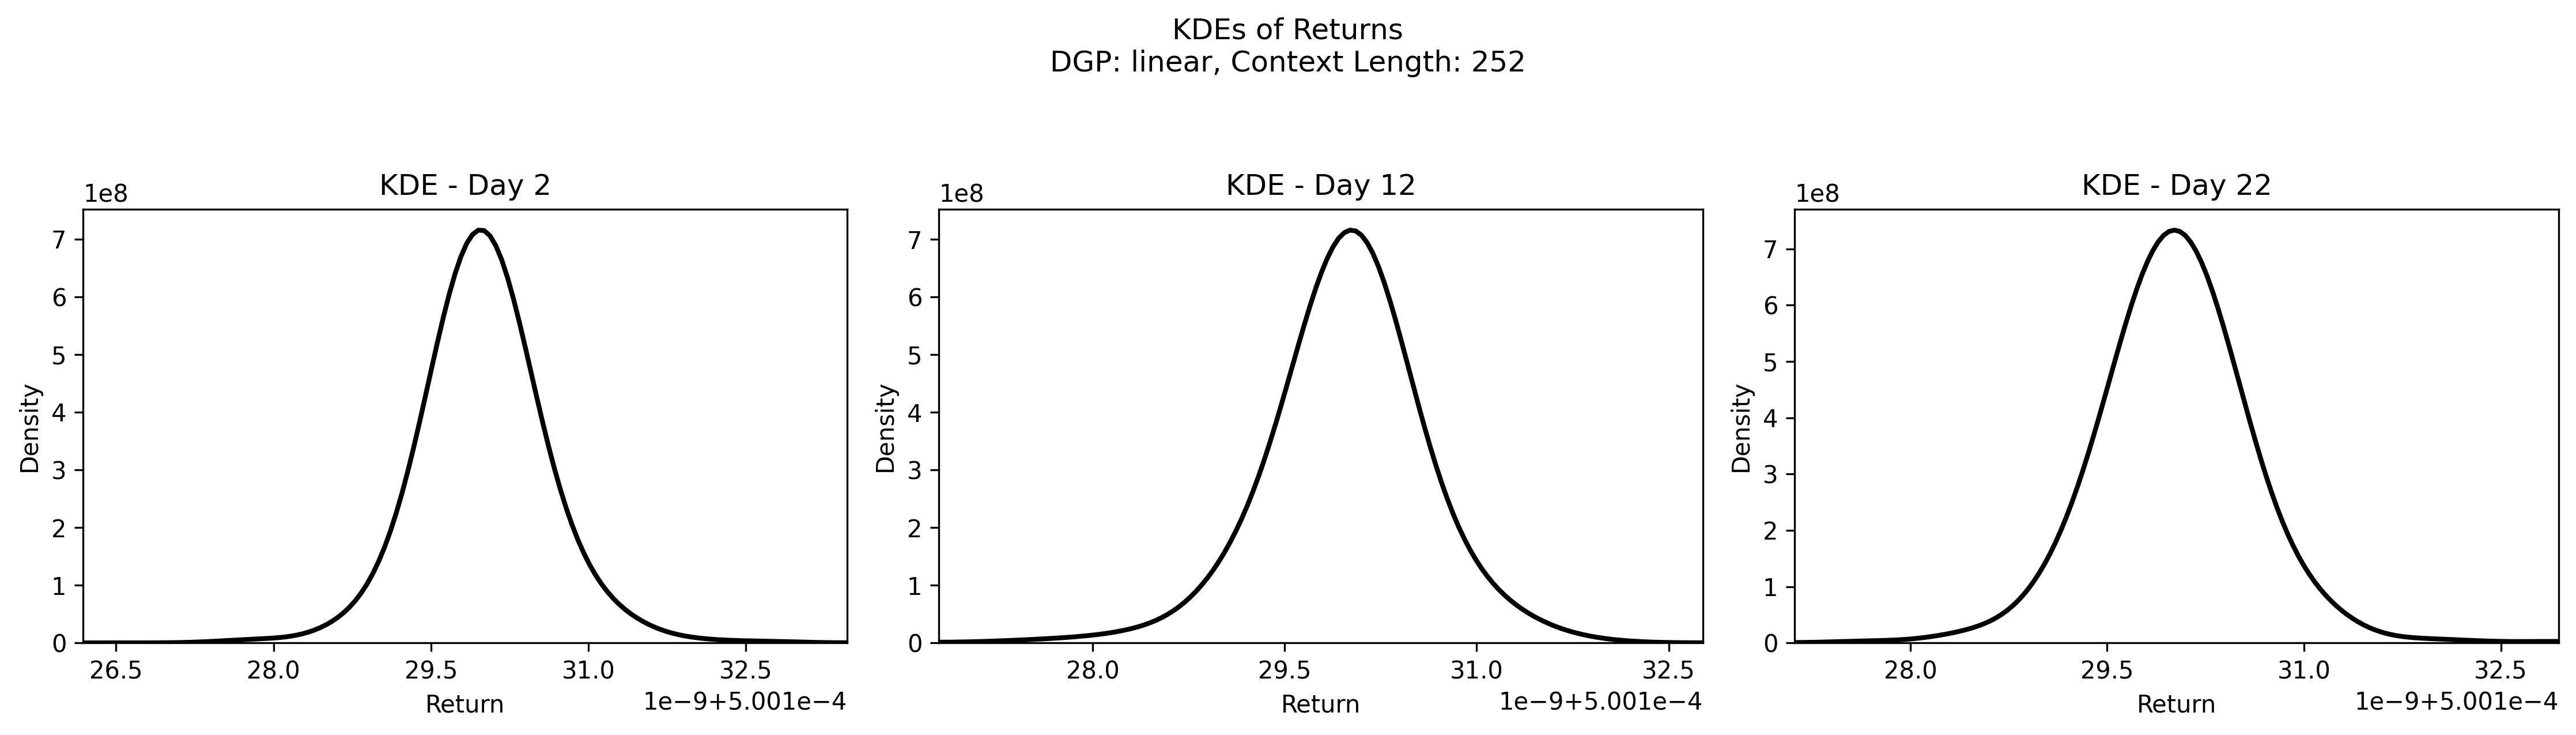 KDEs of Returns
DGP: linear, Context Length: 252
KDE - Day 2
1e8
7
6
5
4
3
2
1
0
Density
26.5 28.0 29.5 31.0 32.5
Return
1e−9+5.001e−4
KDE - Day 12
1e8
7
6
5
4
3
2
1
0
Density
28.0 29.5 31.0 32.5
Return
1e−9+5.001e−4
KDE - Day 22
1e8
7
6
5
4
3
2
1
0
Density
28.0 29.5 31.0 32.5
Return
1e−9+5.001e−4